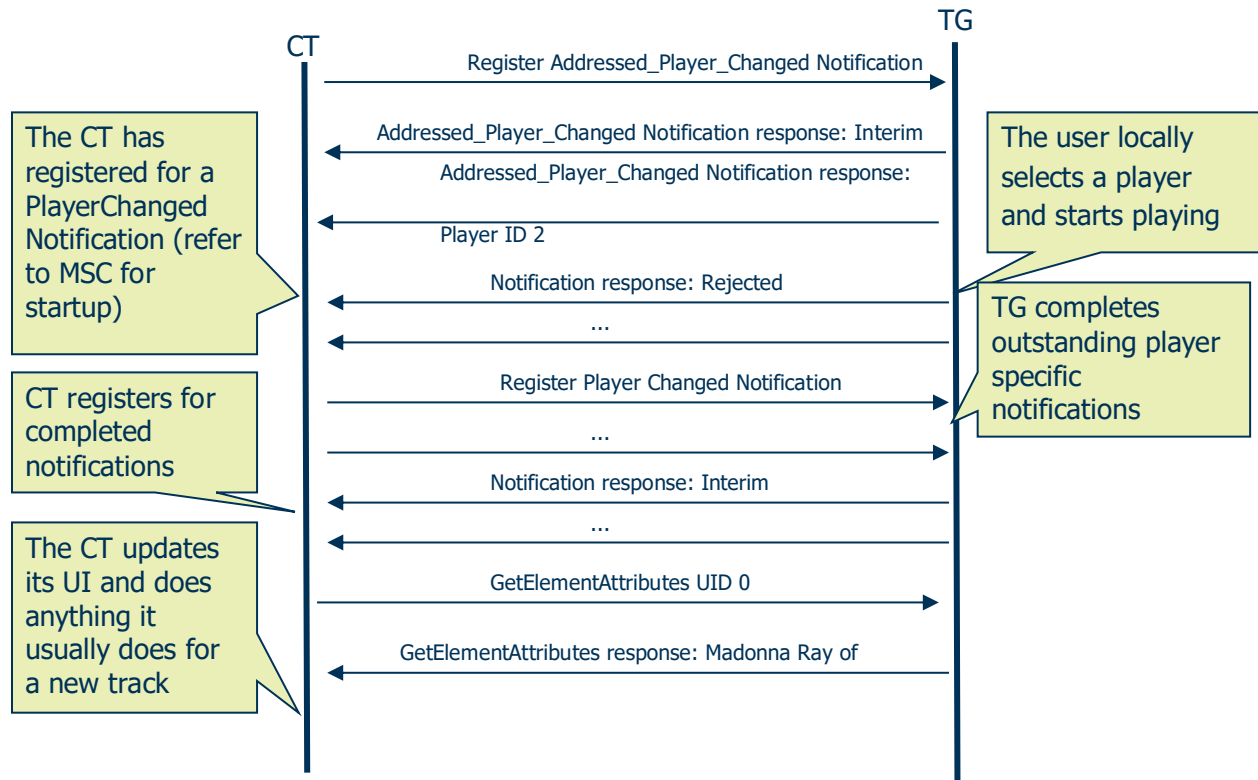 TG
CT
Register Addressed_Player_Changed Notification
The CT has
registered for a
PlayerChanged
Notification (refer
to MSC for
startup)
Addressed_Player_Changed Notification response: Interim
The user locally
selects a player
and starts playing
Addressed_Player_Changed Notification response:
Player ID 2
Notification response: Rejected
...
TG completes
outstanding player
specific
notifications
Register Player Changed Notification
CT registers for
completed
notifications
...
Notification response: Interim
...
The CT updates
its UI and does
anything it
usually does for
a new track
GetElementAttributes UID 0
GetElementAttributes response: Madonna Ray of